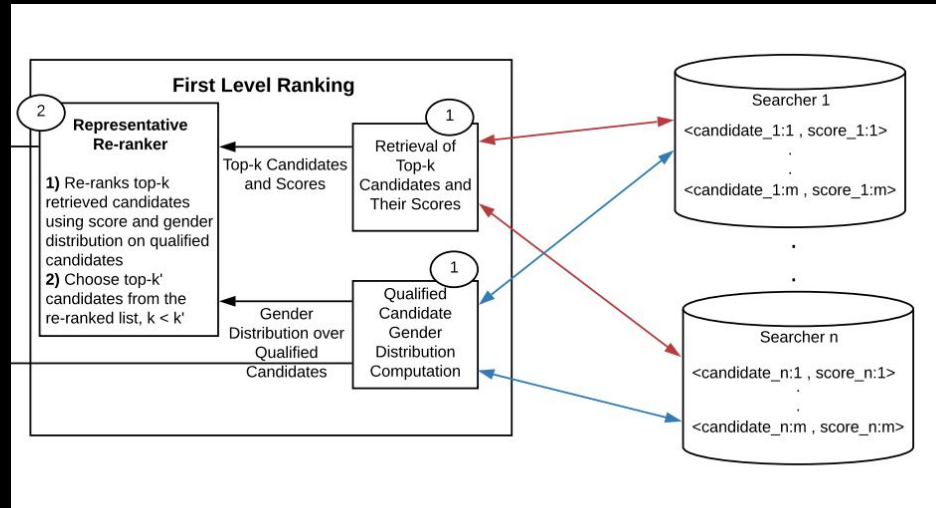 First Level Ranking
2
Representative
Re-ranker
1) Re-ranks top-k
retrieved candidates
using score and gender
distribution on qualified
candidates
2) Choose top-k'
candidates from the
re-ranked list, k < k'
Top-k Candidates
and Scores
Gender
Distribution over
Qualified
Candidates
1
Retrieval of
Top-k
Candidates and
Their Scores
1
Qualified
Candidate
Gender
Distribution
Computation
Searcher 1
<candidate_1:1 , score_1:1>
.
.
<candidate_1:m , score_1:m>
.
.
Searcher n
<candidate_n:1 , score_n:1>
.
.
<candidate_n:m , score_n:m>